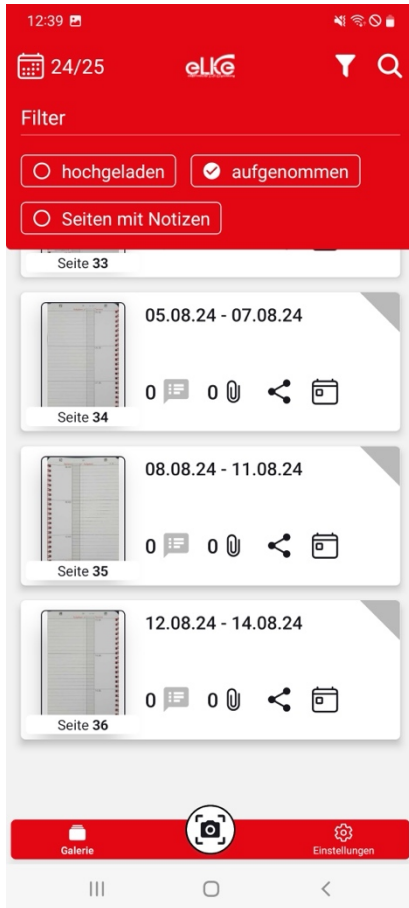 12:39
24/25
eLKe
Filter
hochgeladen
aufgenommen
Seiten mit Notizen
Seite 33
05.08.24 - 07.08.24
0 0
Seite 34
08.08.24 - 11.08.24
0 0
Seite 35
12.08.24 - 14.08.24
0 0
Seite 36
Galerie
Einstellungen